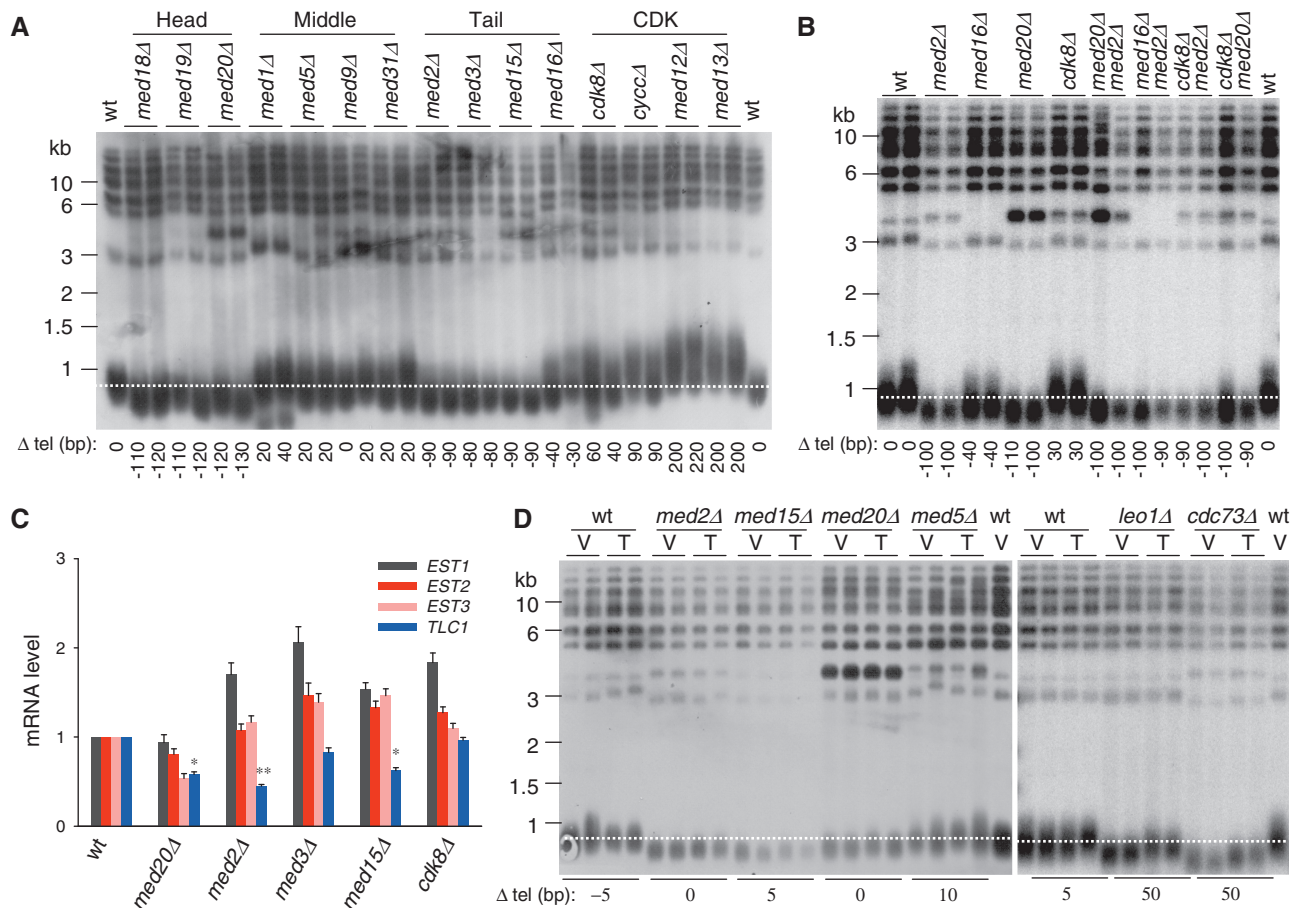 A
Head Middle Tail CDK
wt med18Δ med19Δ med20Δ med1Δ med5Δ med9Δ med31Δ med2Δ med3Δ med15Δ med16Δ cdk8Δ cyccΔ med12Δ med13Δ wt
kb
10
6
3
2
1.5
1
Δ tel (bp): 0 -110 -120 -110 -120 -120 -130 20 40 20 20 0 20 20 20 -90 -90 -80 -80 -90 -90 -40 -30 60 40 90 90 200 220 200 200 0
B
wt med2Δ med16Δ med20Δ cdk8Δ med20Δ med2Δ med16Δ med2Δ cdk8Δ med2Δ cdk8Δ med20Δ wt
kb
10
6
3
2
1.5
1
Δ tel (bp): 0 0 -100 -100 -40 -40 -110 -100 30 30 -100 -100 -90 -90 -90 -100 -100 -90 0
C
mRNA level
3
2
1
0
EST1
EST2
EST3
TLC1
* ** *
wt med20Δ med2Δ med3Δ med15Δ cdk8Δ
D
wt med2Δ med15Δ med20Δ med5Δ wt wt leo1Δ cdc73Δ wt
V T V T V T V T V T V V T V T V T V
kb
10
6
3
2
1.5
1
Δ tel (bp): −5 0 5 0 10 5 50 50